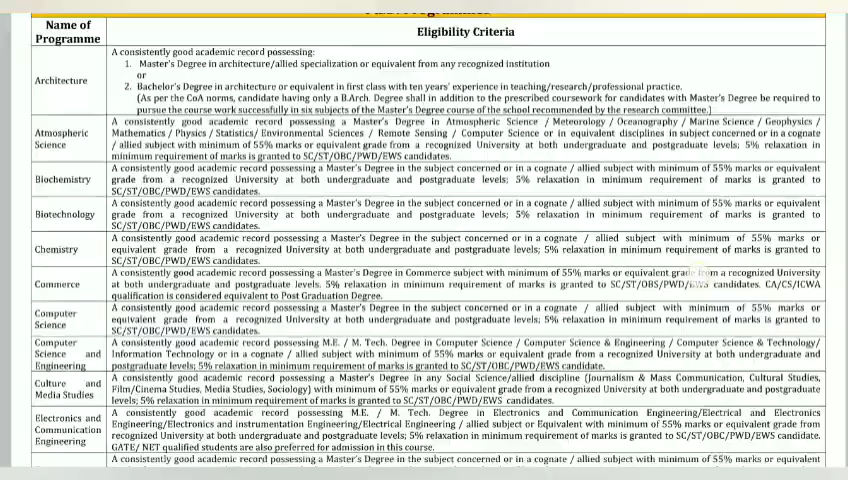 Name of
Programme
Eligibility Criteria
Architecture
A consistently good academic record possessing:
1. Master's Degree in architecture/allied specialization or equivalent from any recognized institution
or
2. Bachelor's Degree in architecture or equivalent in first class with ten years' experience in teaching/research/professional practice.
(As per the CoA norms, candidate having only a B.Arch. Degree shall in addition to the prescribed coursework for candidates with Master's Degree be required to
pursue the course work successfully in six subjects of the Master's Degree course of the school recommended by the research committee.)
Atmospheric
Science
A consistently good academic record possessing a Master's Degree in Atmospheric Science / Meteorology / Oceanography / Marine Science / Geophysics /
Mathematics / Physics / Statistics/ Environmental Sciences / Remote Sensing / Computer Science or in equivalent disciplines in subject concerned or in a cognate
/ allied subject with minimum of 55% marks or equivalent grade from a recognized University at both undergraduate and postgraduate levels; 5% relaxation in
minimum requirement of marks is granted to SC/ST/OBC/PWD/EWS candidates.
Biochemistry
A consistently good academic record possessing a Master's Degree in the subject concerned or in a cognate / allied subject with minimum of 55% marks or equivalent
grade from a recognized University at both undergraduate and postgraduate levels; 5% relaxation in minimum requirement of marks is granted to
SC/ST/OBC/PWD/EWS candidates.
Biotechnology
A consistently good academic record possessing a Master's Degree in the subject concerned or in a cognate / allied subject with minimum of 55% marks or equivalent
grade from a recognized University at both undergraduate and postgraduate levels; 5% relaxation in minimum requirement of marks is granted to
SC/ST/OBC/PWD/EWS candidates.
Chemistry
A consistently good academic record possessing a Master's Degree in the subject concerned or in a cognate / allied subject with minimum of 55% marks or
equivalent grade from a recognized University at both undergraduate and postgraduate levels; 5% relaxation in minimum requirement of marks is granted to
SC/ST/OBC/PWD/EWS candidates.
Commerce
A consistently good academic record possessing a Master's Degree in Commerce subject with minimum of 55% marks or equivalent grade from a recognized University
at both undergraduate and postgraduate levels. 5% relaxation in minimum requirement of marks is granted to SC/ST/OBS/PWD/EWS candidates. CA/CS/ICWA
qualification is considered equivalent to Post Graduation Degree.
Computer
Science
A consistently good academic record possessing a Master's Degree in the subject concerned or in a cognate / allied subject with minimum of 55% marks or
equivalent grade from a recognized University at both undergraduate and postgraduate levels; 5% relaxation in minimum requirement of marks is granted to
SC/ST/OBC/PWD/EWS candidates.
Computer
Science and
Engineering
A consistently good academic record possessing M.E. / M. Tech. Degree in Computer Science / Computer Science & Engineering / Computer Science & Technology/
Information Technology or in a cognate / allied subject with minimum of 55% marks or equivalent grade from a recognized University at both undergraduate and
postgraduate levels; 5% relaxation in minimum requirement of marks is granted to SC/ST/OBC/PWD/EWS candidate.
Culture and
Media Studies
A consistently good academic record possessing a Master's Degree in any Social Science/allied discipline (Journalism & Mass Communication, Cultural Studies,
Film/Cinema Studies, Media Studies, Sociology) with minimum of 55% marks or equivalent grade from a recognized University at both undergraduate and postgraduate
levels; 5% relaxation in minimum requirement of marks is granted to SC/ST/OBC/PWD/EWS candidates.
Electronics and
Communication
Engineering
A consistently good academic record possessing M.E. / M. Tech. Degree in Electronics and Communication Engineering/Electrical and Electronics
Engineering/Electronics and instrumentation Engineering/Electrical Engineering / allied subject or Equivalent with minimum of 55% marks or equivalent grade from
recognized University at both undergraduate and postgraduate levels; 5% relaxation in minimum requirement of marks is granted to SC/ST/OBC/PWD/EWS candidate.
GATE/ NET qualified students are also preferred for admission in this course.
A consistently good academic record possessing a Master's Degree in the subject concerned or in a cognate / allied subject with minimum of 55% marks or equivalent